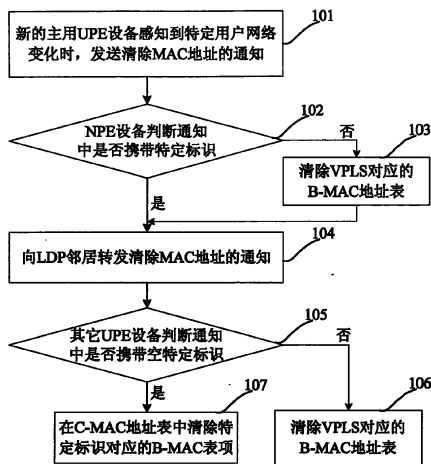 101
新的主用UPE设备感知到特定用户网络
变化时，发送清除MAC地址的通知
102
NPE设备判断通知
中是否携带特定标识
否
103
清除VPLS对应的
B-MAC地址表
是
104
向LDP邻居转发清除MAC地址的通知
105
其它UPE设备判断通知
中是否携带空特定标识
否
是
107
106
在C-MAC地址表中清除特
定标识对应的B-MAC表项
清除VPLS对应的
B-MAC地址表